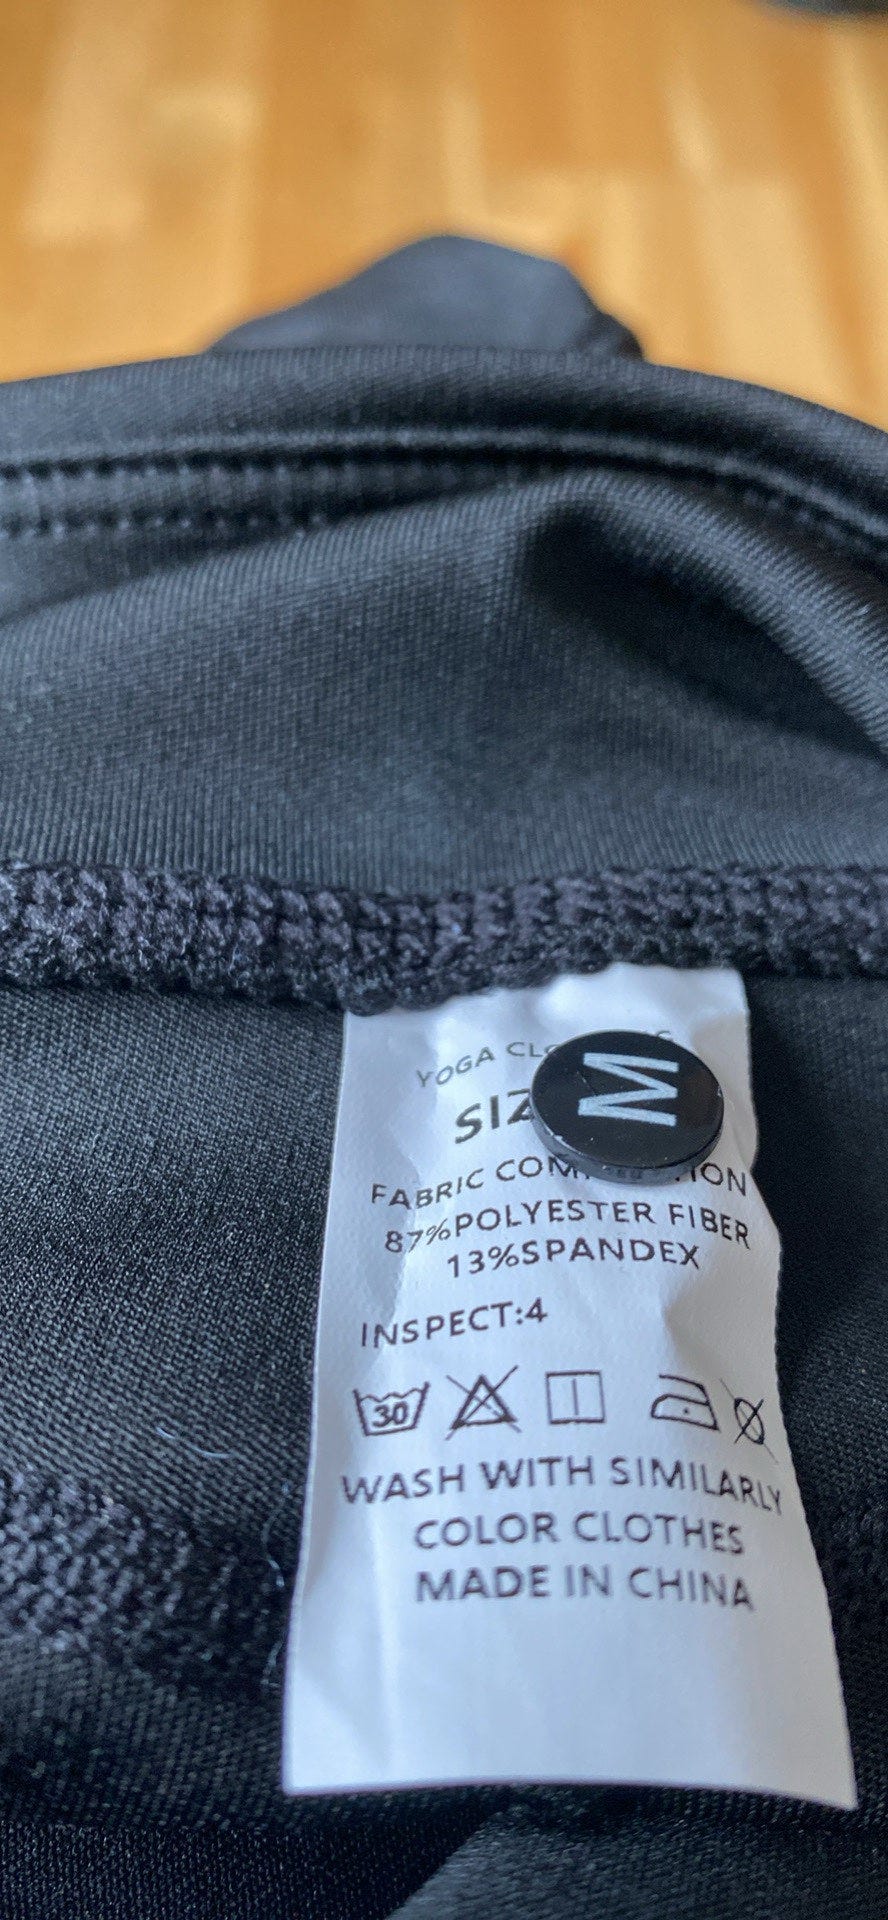 YOGA
M
FABRIC
87%POLYESTER FIBER
13%SPANDEX
INSPECT:4
30
WASH WITH SIMILARLY
COLOR CLOTHES
MADE IN CHINA